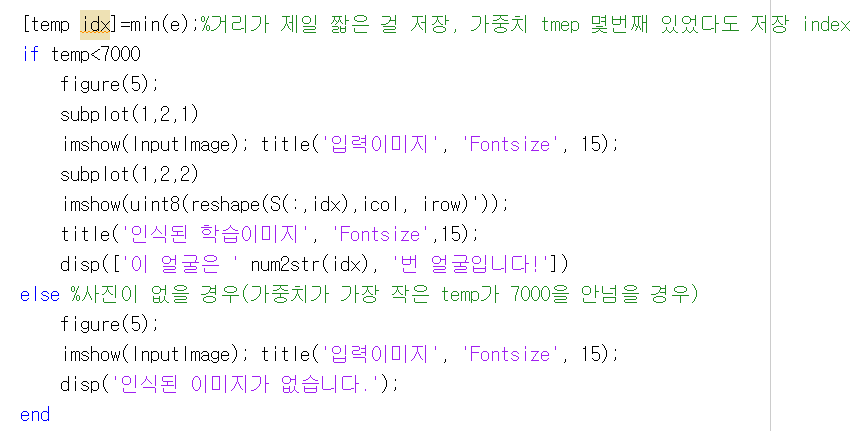 [temp idx]=min(e);%거리가 제일 짧은 걸 저장, 가중치 tmep 몇번째 있었다도 저장 index
if temp<7000
figure(5);
subplot(1,2,1)
imshow(InputImage); title('입력이미지', 'Fontsize', 15);
subplot(1,2,2)
imshow(uint8(reshape(S(:,idx),icol, irow)'));
title('인식된 학습이미지', 'Fontsize',15);
disp(['이 얼굴은 ' num2str(idx), '번 얼굴입니다!'])
else %사진이 없을 경우(가중치가 가장 작은 temp가 7000을 안넘을 경우)
figure(5);
imshow(InputImage); title('입력이미지', 'Fontsize', 15);
disp('인식된 이미지가 없습니다.');
end